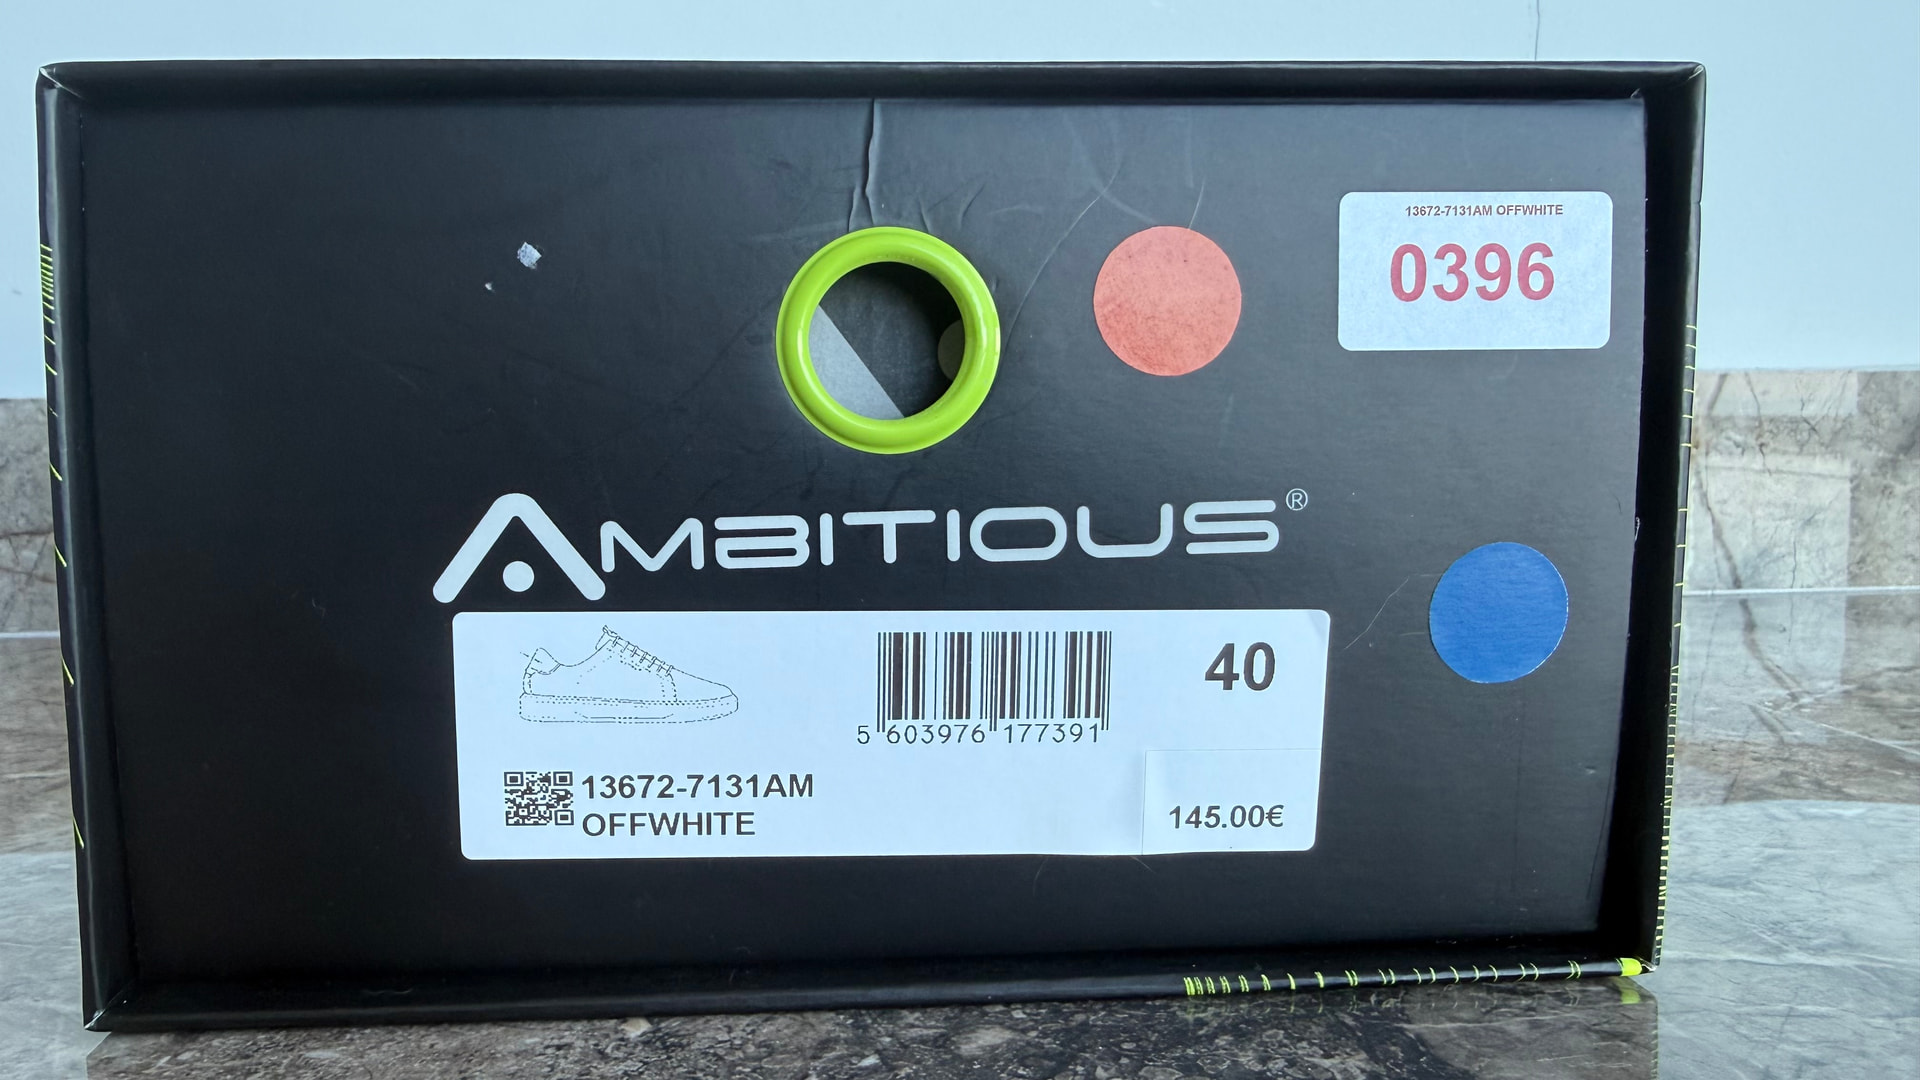 13672-7131AM OFFWHITE
0396
AMBITIOUS®
40
5 603976 177391
13672-7131AM
OFFWHITE
145.00€